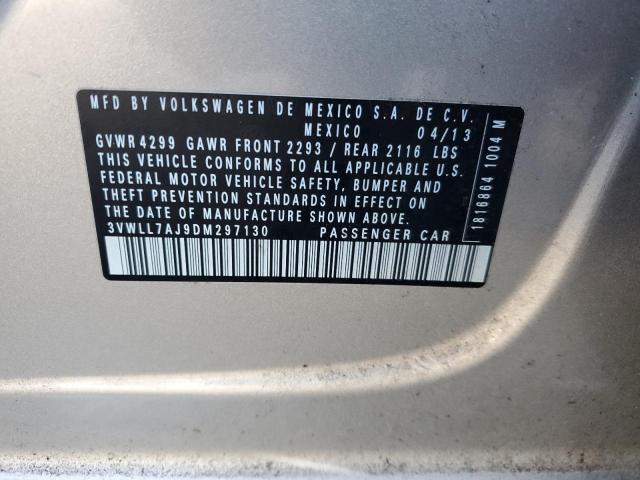 MFD BY VOLKSWAGEN DE MEXICO S.A. DE C.V.
MEXICO 04/13
GVWR 4299 GAWR FRONT 2293 / REAR 2116 LBS
THIS VEHICLE CONFORMS TO ALL APPLICABLE U.S.
FEDERAL MOTOR VEHICLE SAFETY, BUMPER AND
THEFT PREVENTION STANDARDS IN EFFECT ON
THE DATE OF MANUFACTURE SHOWN ABOVE.
3VWLL7AJ9DM297130 PASSENGER CAR
1816864 1004 M